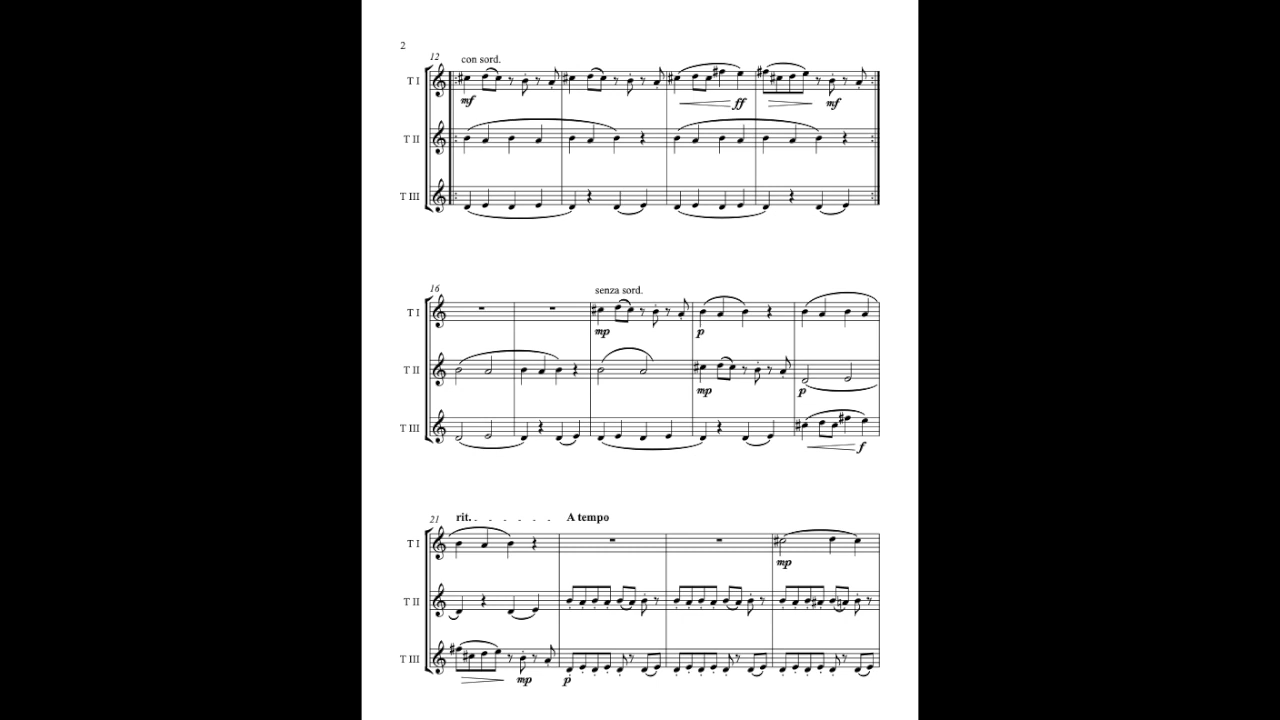 2
12
con sord.
T I
mf
ff
mf
T II
T III
16
senza sord.
T I
mp
p
T II
mp
p
T III
f
21
rit. _ _ _ _ _ _ A tempo
T I
mp
T II
T III
mp
p